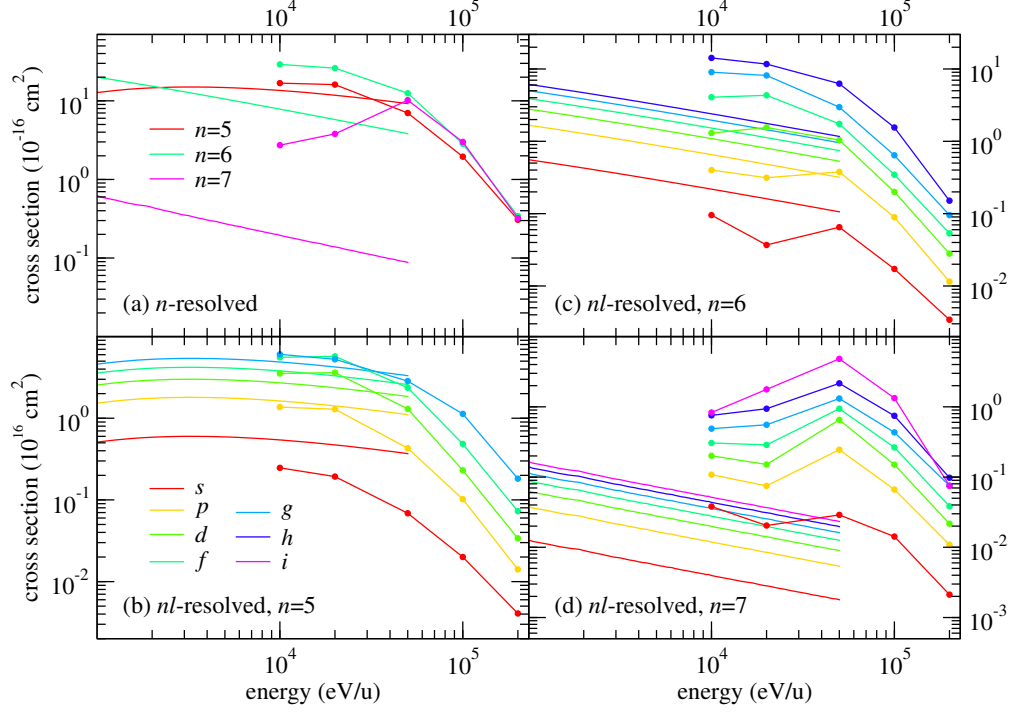 10^4 10^5 10^4 10^5
cross section (10^-16 cm^2)
10^1
10^0
10^-1
n=5
n=6
n=7
(a) n-resolved
10^1
10^0
10^-1
10^-2
(c) nl-resolved, n=6
cross section (10^16 cm^2)
10^0
10^-1
10^-2
s
p
d
f
g
h
i
(b) nl-resolved, n=5
10^0
10^-1
10^-2
10^-3
(d) nl-resolved, n=7
10^4 10^5 10^4 10^5
energy (eV/u) energy (eV/u)